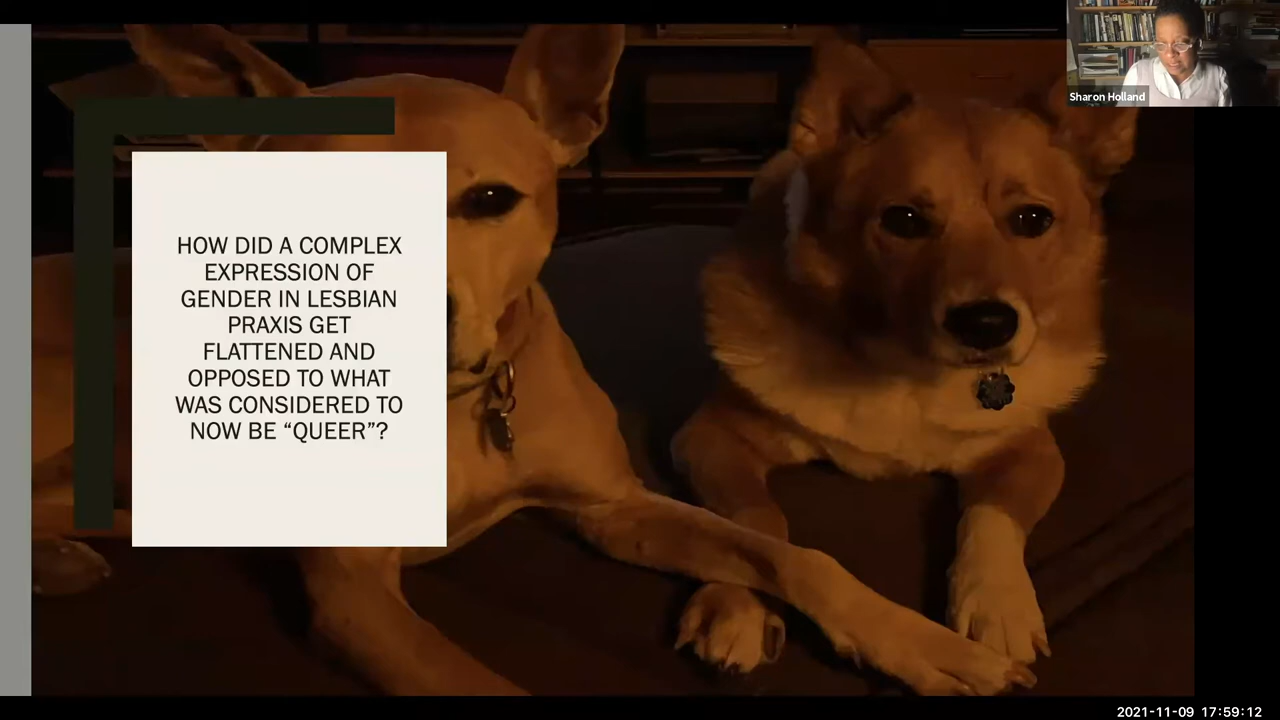 Sharon Holland
HOW DID A COMPLEX
EXPRESSION OF
GENDER IN LESBIAN
PRAXIS GET
FLATTENED AND
OPPOSED TO WHAT
WAS CONSIDERED TO
NOW BE “QUEER”?
2021-11-09 17:59:12